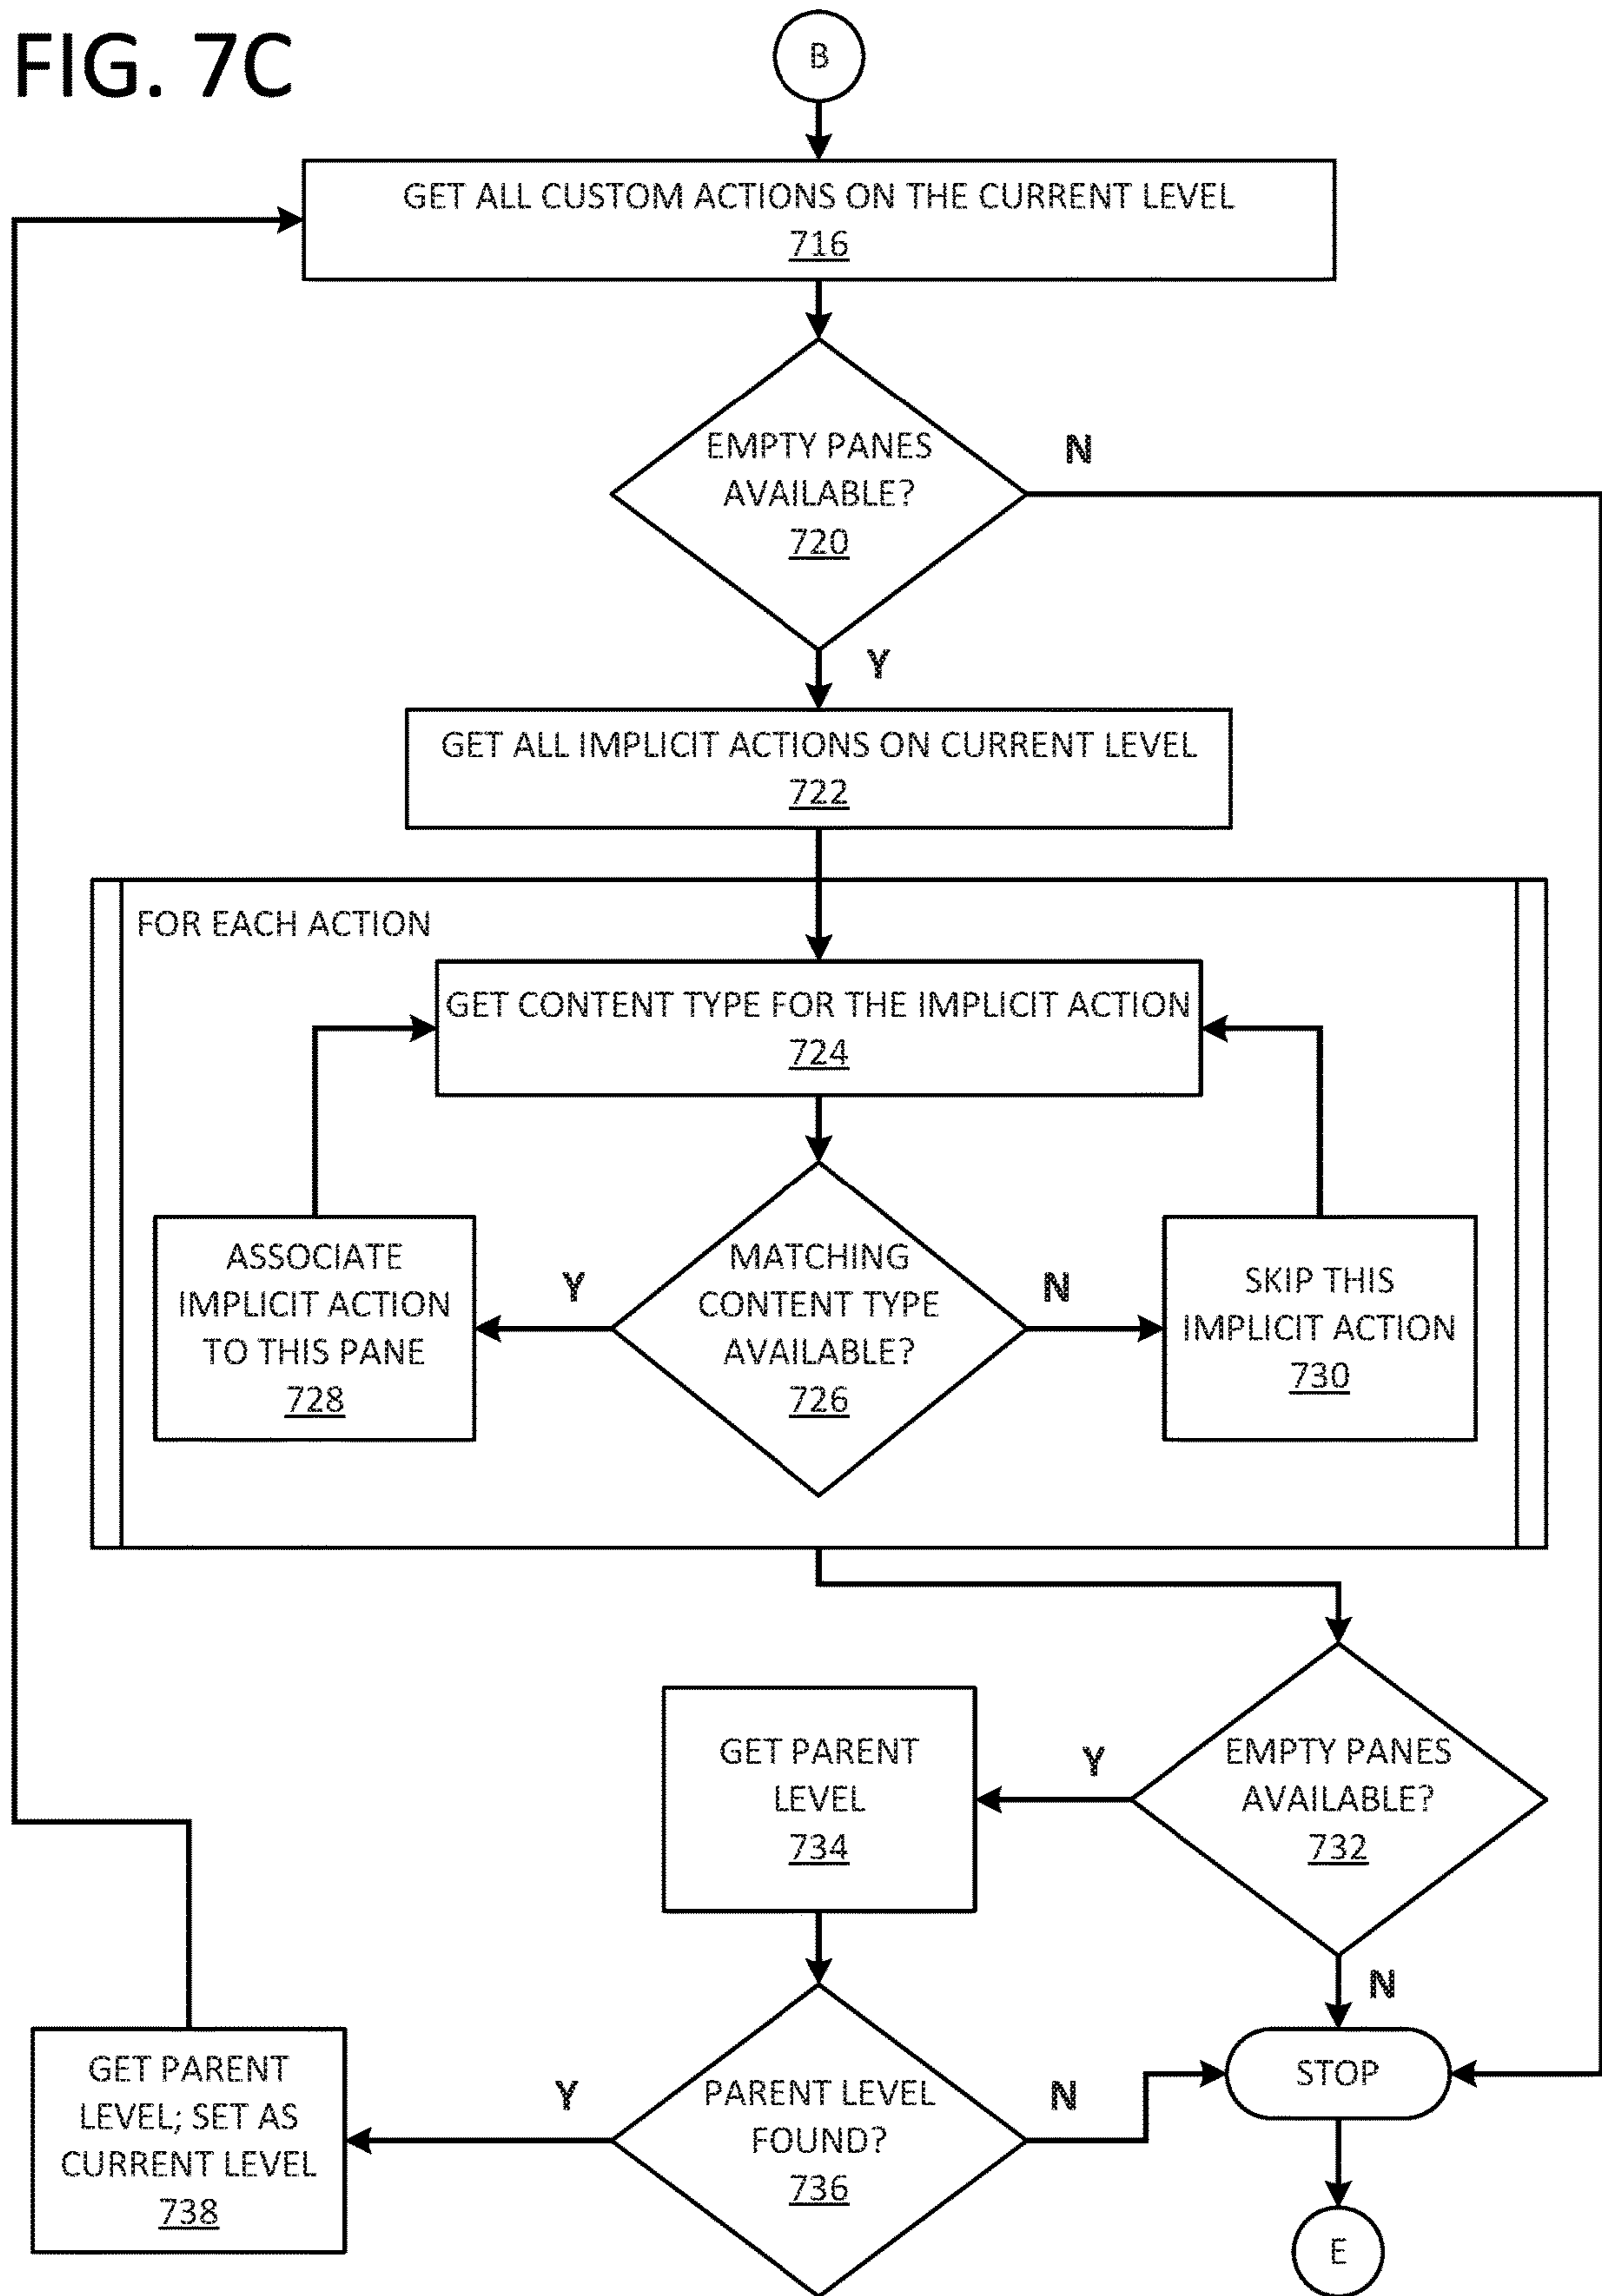 FIG. 7C
B
GET ALL CUSTOM ACTIONS ON THE CURRENT LEVEL
716
EMPTY PANES
AVAILABLE?
720
N
Y
GET ALL IMPLICIT ACTIONS ON CURRENT LEVEL
722
FOR EACH ACTION
GET CONTENT TYPE FOR THE IMPLICIT ACTION
724
ASSOCIATE
IMPLICIT ACTION
TO THIS PANE
728
Y
MATCHING
CONTENT TYPE
AVAILABLE?
726
N
SKIP THIS
IMPLICIT ACTION
730
GET PARENT
LEVEL
734
Y
EMPTY PANES
AVAILABLE?
732
N
GET PARENT
LEVEL; SET AS
CURRENT LEVEL
738
Y
PARENT LEVEL
FOUND?
736
N
STOP
E